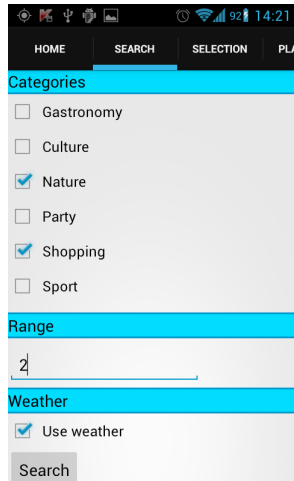 92 14:21
HOME SEARCH SELECTION PLA
Categories
Gastronomy
Culture
Nature
Party
Shopping
Sport
Range
2
Weather
Use weather
Search